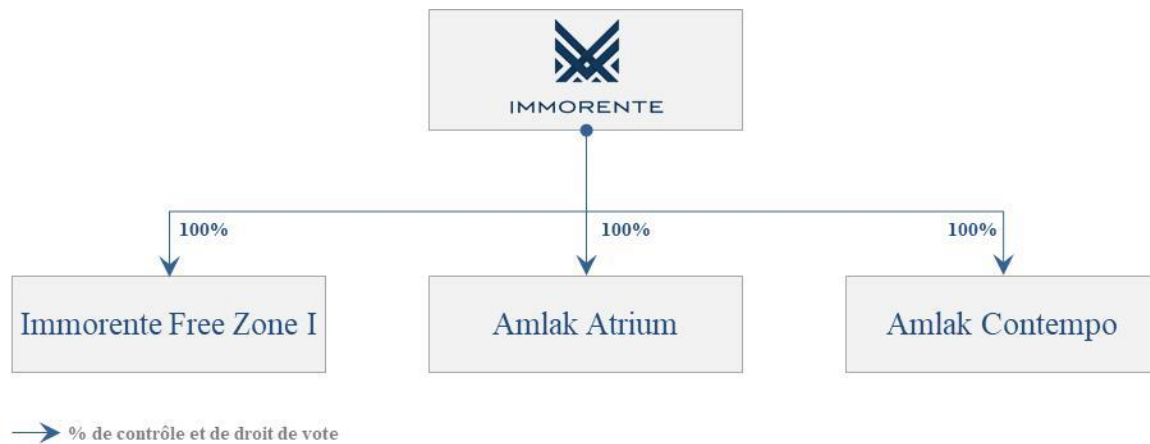 IMMORENTE
100%
100%
100%
Immorente Free Zone I
Amlak Atrium
Amlak Contempo
% de contrôle et de droit de vote